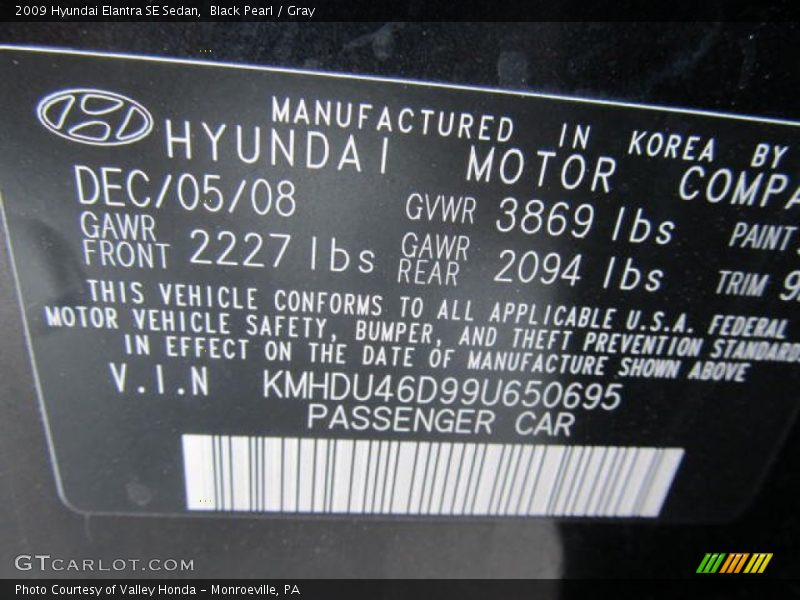 2009 Hyundai Elantra SE Sedan, Black Pearl / Gray
MANUFACTURED IN KOREA BY
HYUNDAI MOTOR
DEC/05/08 GVWR 3869 lbs PAINT
GAWR FRONT 2227 lbs GAWR REAR 2094 lbs TRIM
THIS VEHICLE CONFORMS TO ALL APPLICABLE U.S.A. FEDERAL
MOTOR VEHICLE SAFETY, BUMPER, AND THEFT PREVENTION STANDARDS
IN EFFECT ON THE DATE OF MANUFACTURE SHOWN ABOVE
V.I.N KMHDU46D99U650695
PASSENGER CAR
GTCARLOT.COM
Photo Courtesy of Valley Honda - Monroeville, PA